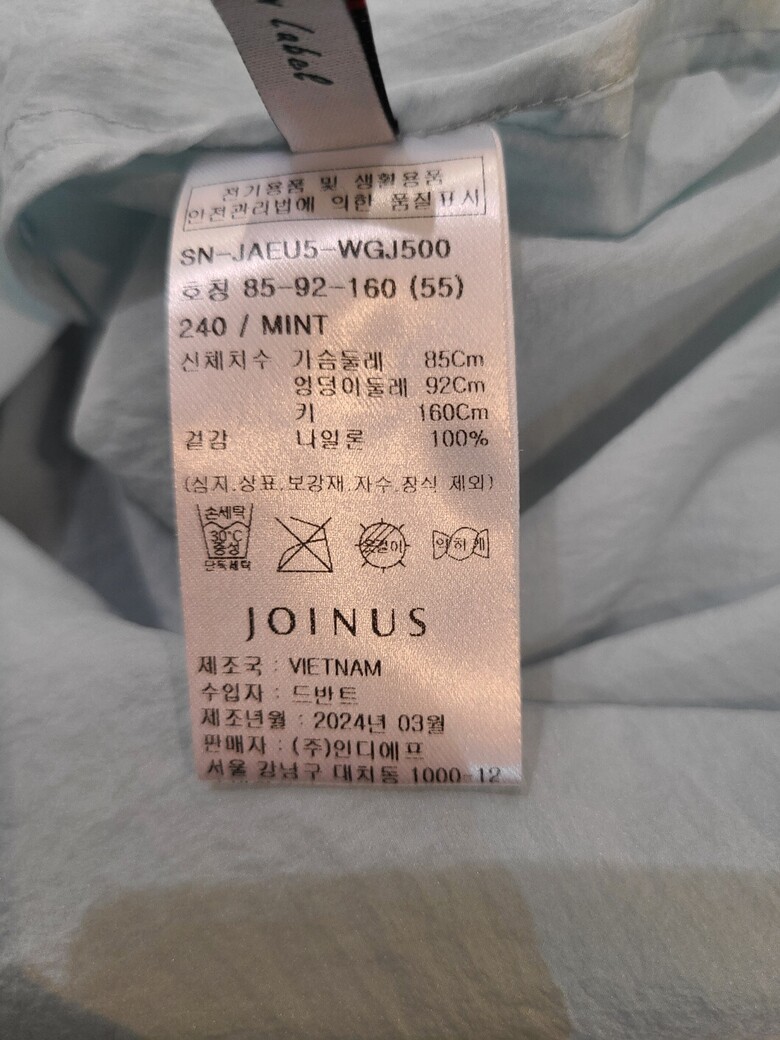 Label
전기용품 및 생활용품
안전관리법에 의한 품질표시
SN-JAEU5-WGJ500
호칭 85-92-160 (55)
240 / MINT
신체치수 가슴둘레 85Cm
엉덩이둘레 92Cm
키 160Cm
겉감 나일론 100%
(심지.상표.보강재.자수.장식 제외)
손세탁
30℃
중성
단독세탁
옷걸이
약하게
JOINUS
제조국 : VIETNAM
수입자 : 드반트
제조년월 : 2024년 03월
판매자 : (주)인디에프
서울 강남구 대치동 1000-12